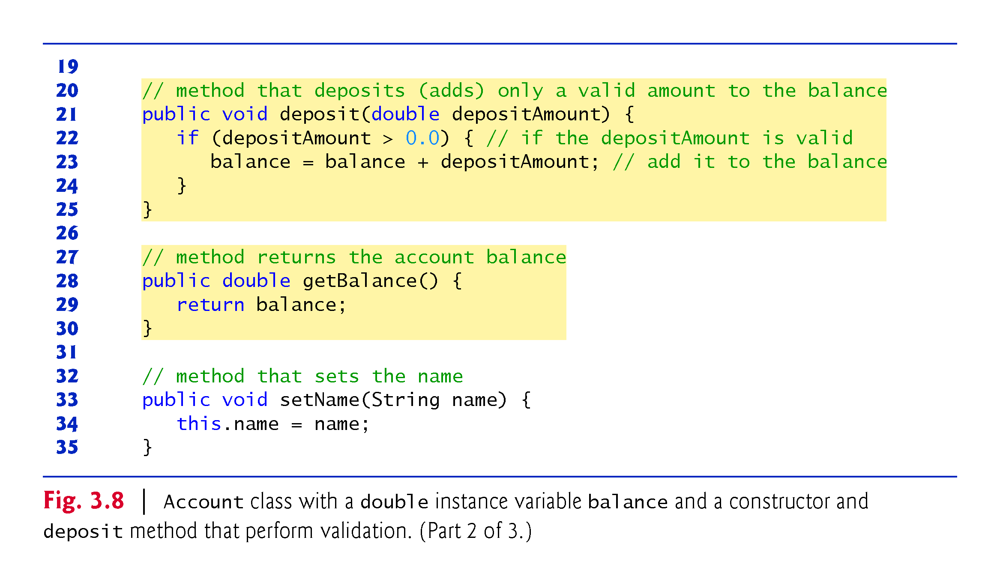 19
20 // method that deposits (adds) only a valid amount to the balance
21 public void deposit(double depositAmount) {
22    if (depositAmount > 0.0) { // if the depositAmount is valid
23       balance = balance + depositAmount; // add it to the balance
24    }
25 }
26
27 // method returns the account balance
28 public double getBalance() {
29    return balance;
30 }
31
32 // method that sets the name
33 public void setName(String name) {
34    this.name = name;
35 }
Fig. 3.8 | Account class with a double instance variable balance and a constructor and
deposit method that perform validation. (Part 2 of 3.)